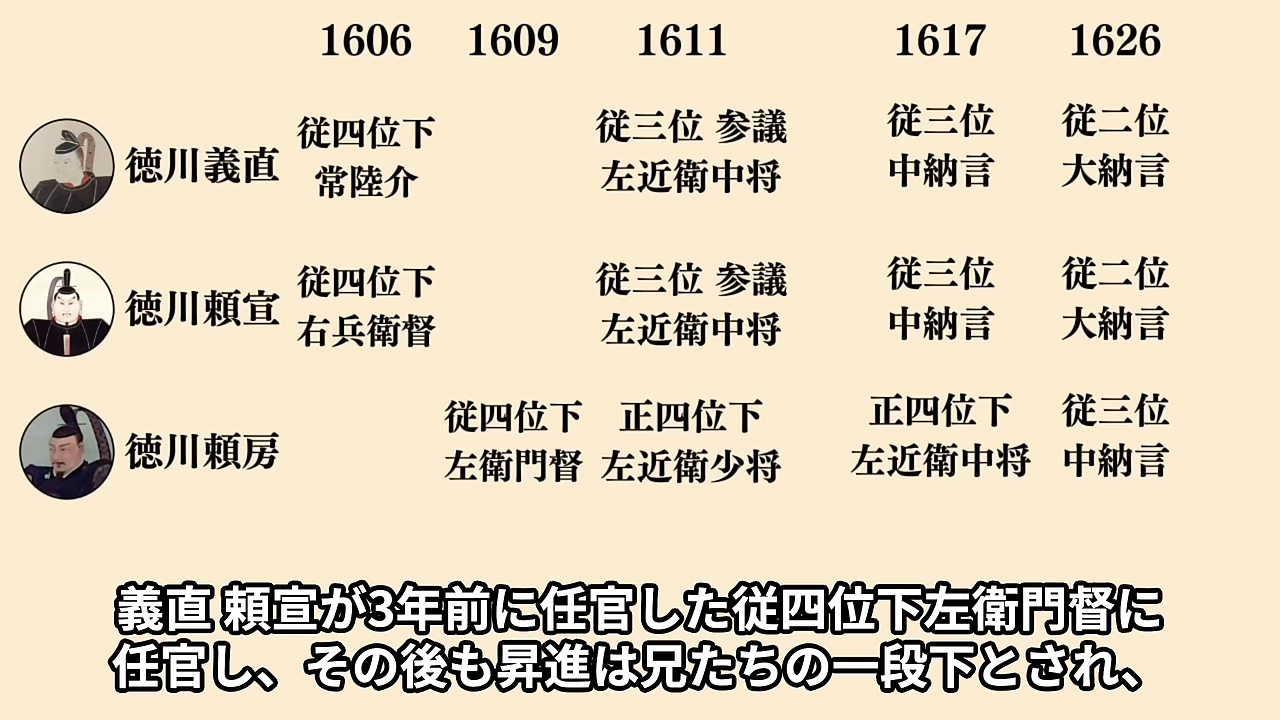 1606 1609 1611 1617 1626
徳川義直
従四位下
常陸介
従三位 参議
左近衛中将
従三位
中納言
従二位
大納言
徳川頼宣
従四位下
右兵衛督
従三位 参議
左近衛中将
従三位
中納言
従二位
大納言
徳川頼房
従四位下
左衛門督
正四位下
左近衛少将
正四位下
左近衛中将
従三位
中納言
義直 頼宣が3年前に任官した従四位下左衛門督に
任官し、その後も昇進は兄たちの一段下とされ、